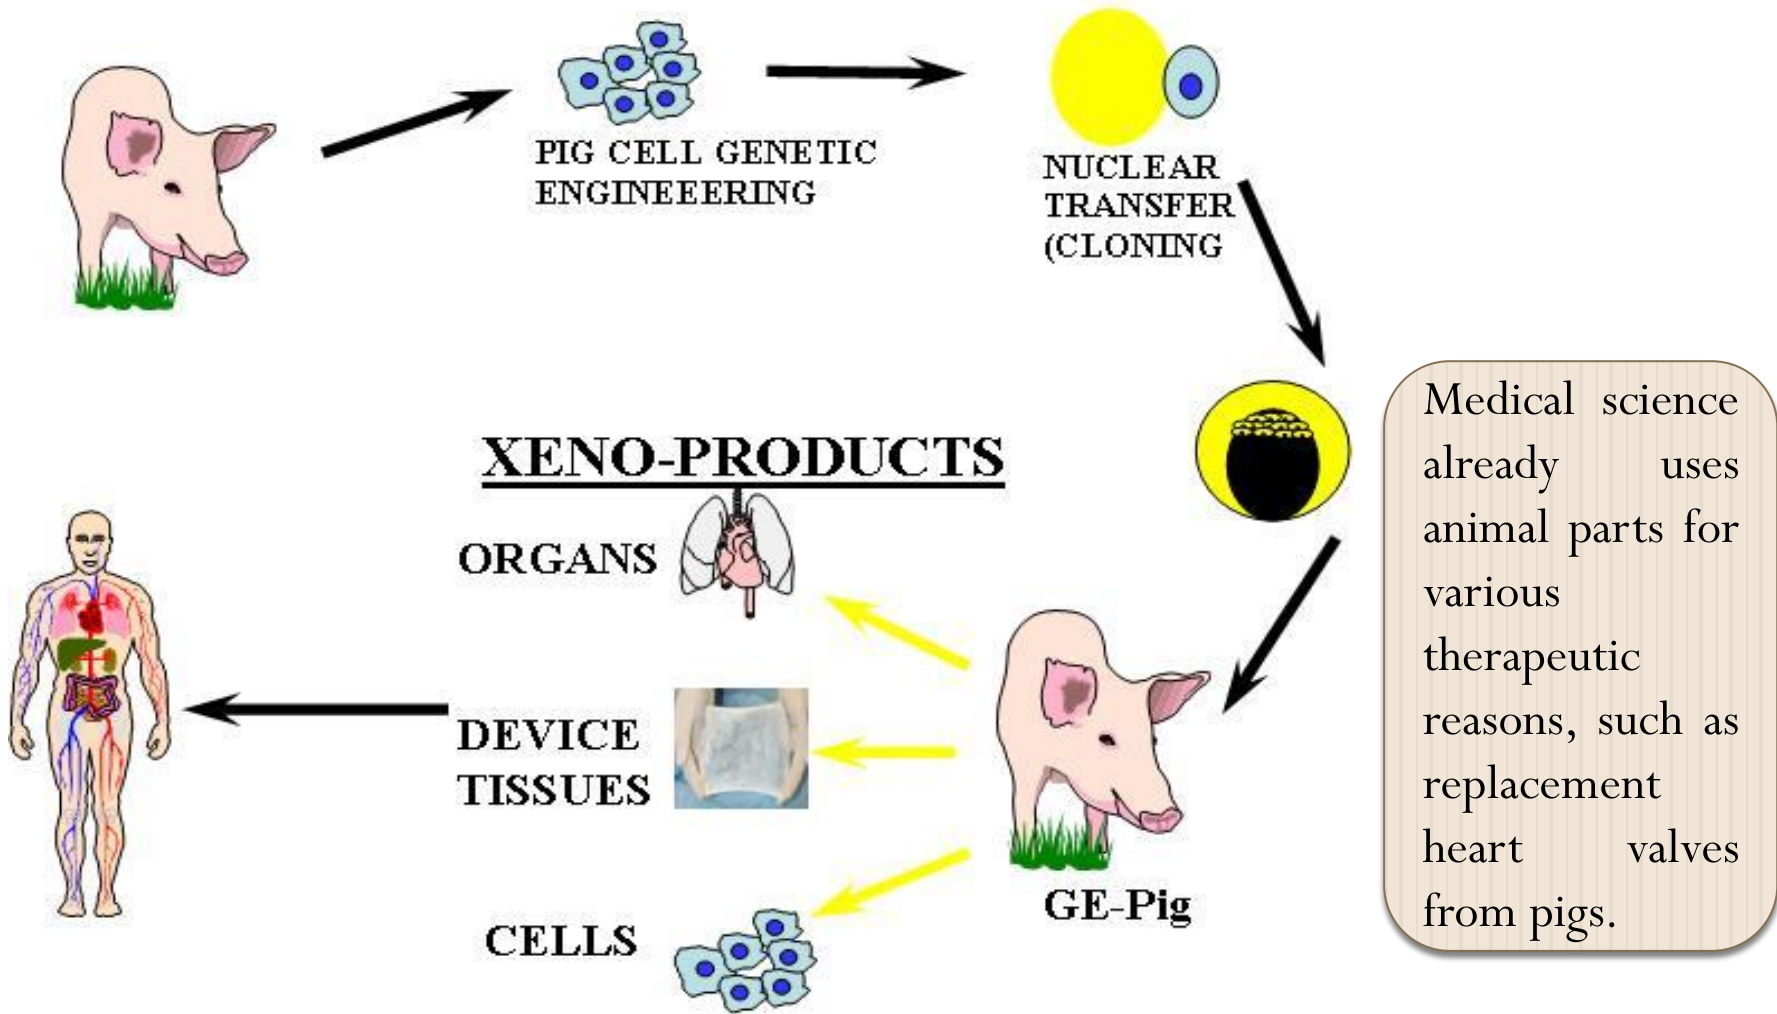 PIG CELL GENETIC
ENGINEEERING
NUCLEAR
TRANSFER
(CLONING
Medical science
already uses
animal parts for
various
therapeutic
reasons, such as
replacement
heart valves
from pigs.
XENO-PRODUCTS
ORGANS
DEVICE
TISSUES
CELLS
GE-Pig